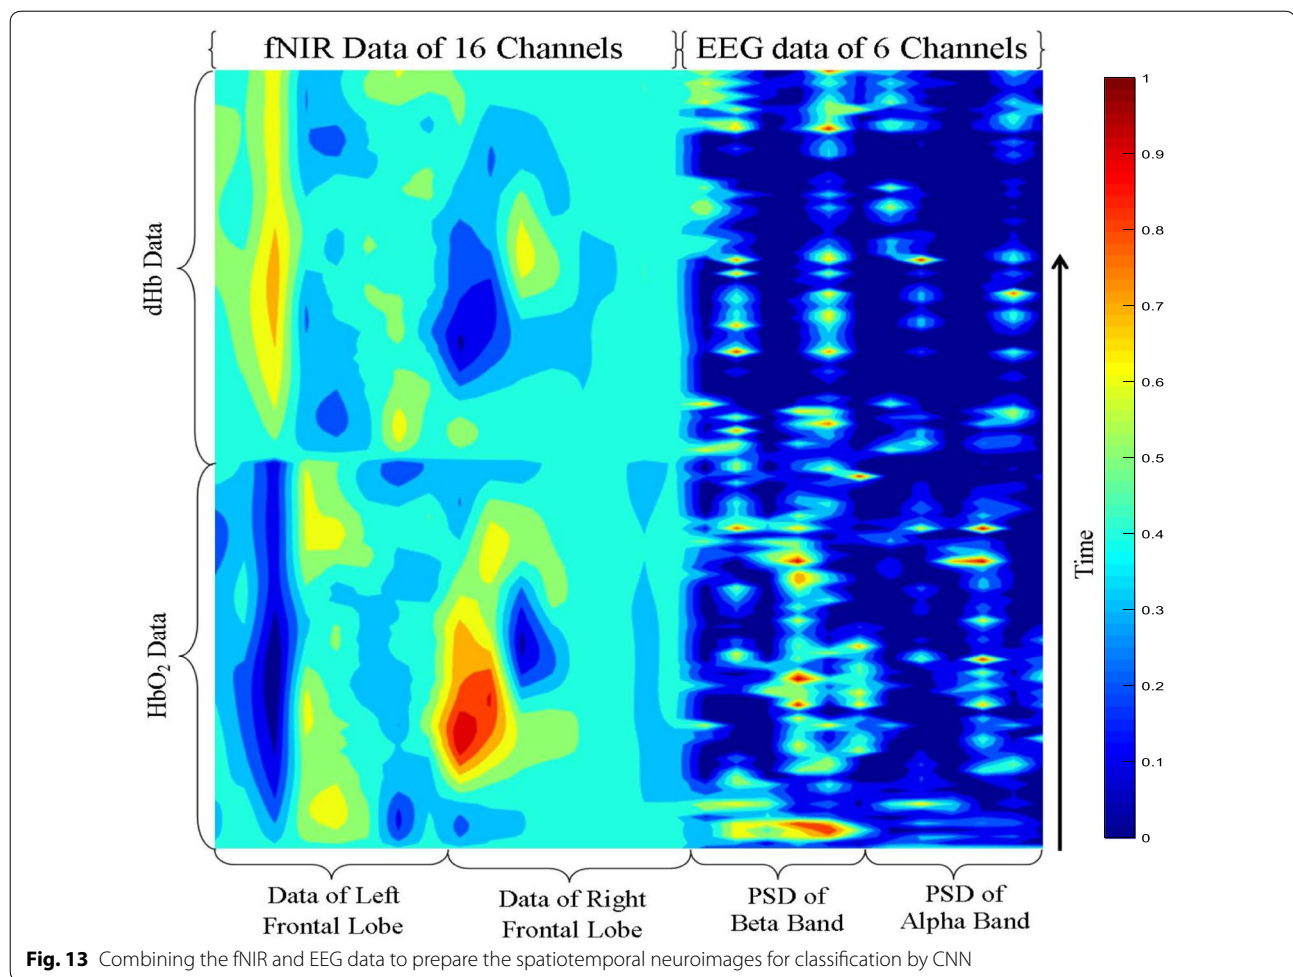 fNIR Data of 16 Channels
EEG data of 6 Channels
dHb Data
HbO₂ Data
Time
1
0.9
0.8
0.7
0.6
0.5
0.4
0.3
0.2
0.1
0
Data of Left
Frontal Lobe
Data of Right
Frontal Lobe
PSD of
Beta Band
PSD of
Alpha Band
Fig. 13 Combining the fNIR and EEG data to prepare the spatiotemporal neuroimages for classification by CNN